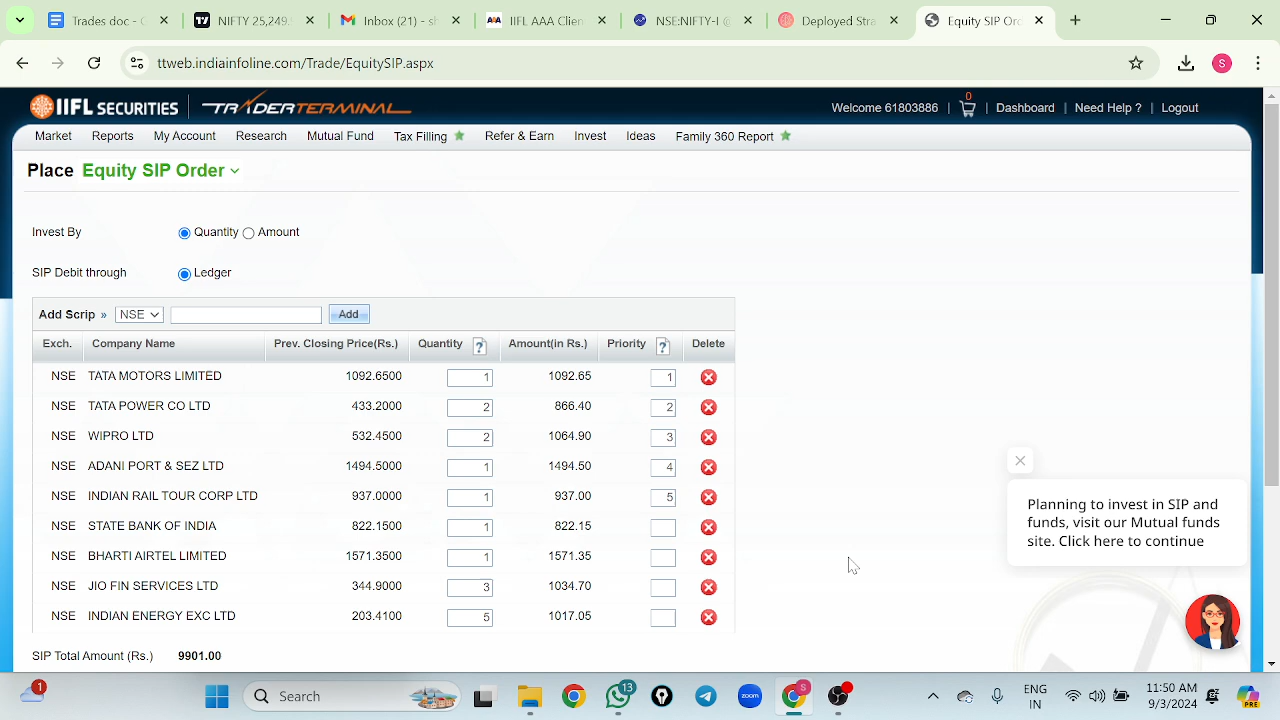 Trades doc - G
NIFTY 25,249.
Inbox (21) - sh
AAA IIFL AAA Clien
NSE:NIFTY-I @
Deployed Stra
Equity SIP Orc
ttweb.indiainfoline.com/Trade/EquitySIP.aspx
S
IIFL SECURITIES TRADERTERMINAL
Welcome 61803886 | 0 | Dashboard | Need Help ? | Logout
Market Reports My Account Research Mutual Fund Tax Filling Refer & Earn Invest Ideas Family 360 Report
Place Equity SIP Order
Invest By Quantity Amount
SIP Debit through Ledger
Add Scrip » NSE Add
Exch. Company Name Prev. Closing Price(Rs.) Quantity ? Amount(in Rs.) Priority ? Delete
NSE TATA MOTORS LIMITED 1092.6500 1 1092.65 1
NSE TATA POWER CO LTD 433.2000 2 866.40 2
NSE WIPRO LTD 532.4500 2 1064.90 3
NSE ADANI PORT & SEZ LTD 1494.5000 1 1494.50 4
NSE INDIAN RAIL TOUR CORP LTD 937.0000 1 937.00 5
NSE STATE BANK OF INDIA 822.1500 1 822.15
NSE BHARTI AIRTEL LIMITED 1571.3500 1 1571.35
NSE JIO FIN SERVICES LTD 344.9000 3 1034.70
NSE INDIAN ENERGY EXC LTD 203.4100 5 1017.05
SIP Total Amount (Rs.) 9901.00
Planning to invest in SIP and
funds, visit our Mutual funds
site. Click here to continue
1
Search
13
zoom
S
ENG
IN
11:50 AM
9/3/2024
PRE